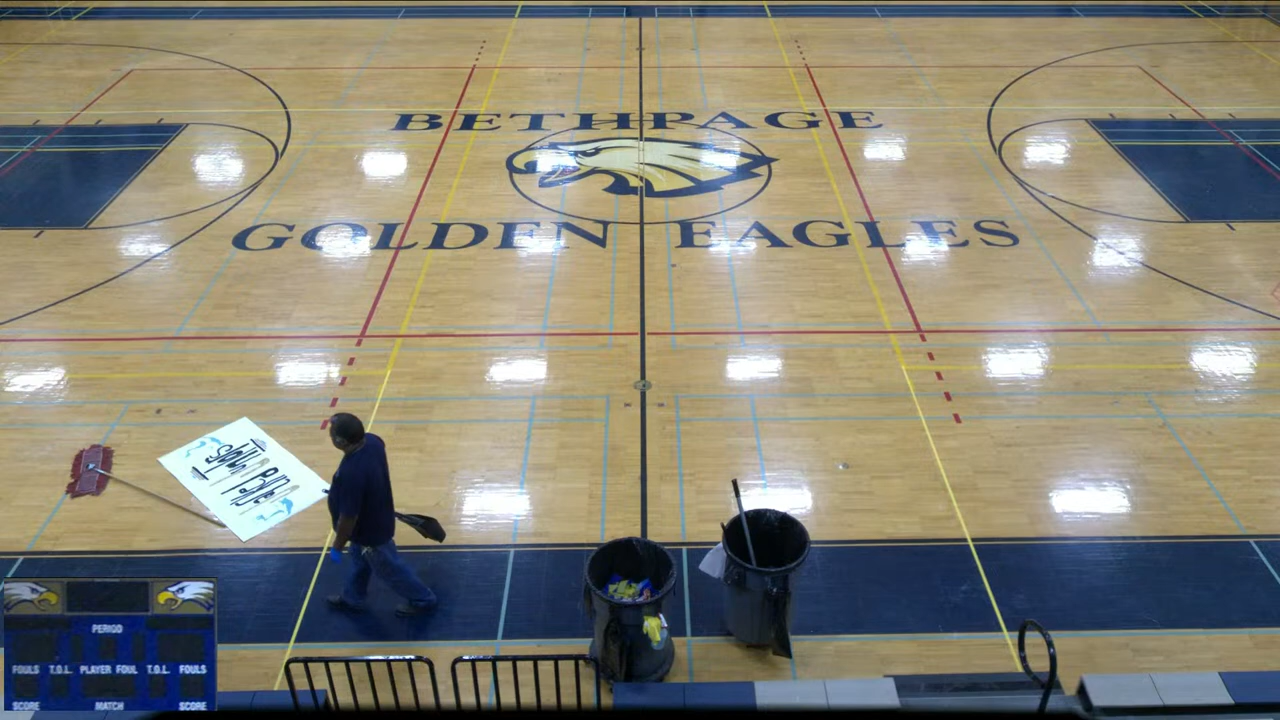 BETHPAGE
GOLDEN EAGLES
PERIOD
FOULS T.O.L. PLAYER FOUL T.O.L. FOULS
SCORE MATCH SCORE